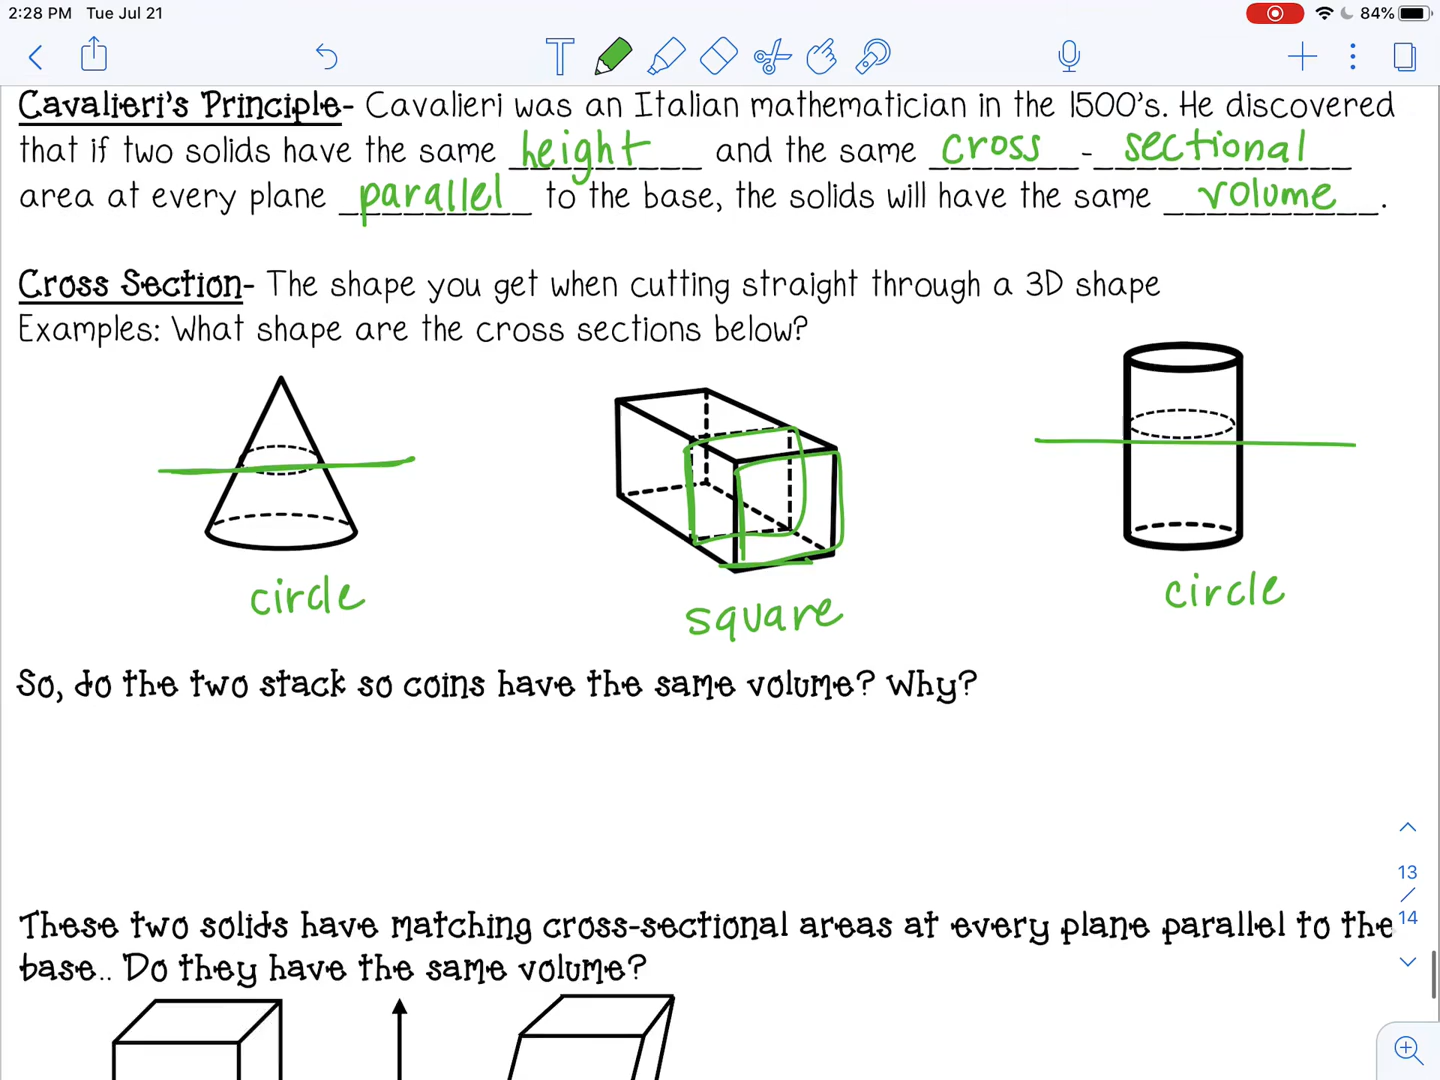 2:28 PM Tue Jul 21 84%
Cavalieri's Principle- Cavalieri was an Italian mathematician in the 1500's. He discovered
that if two solids have the same height and the same cross - sectional
area at every plane parallel to the base, the solids will have the same volume.
Cross Section- The shape you get when cutting straight through a 3D shape
Examples: What shape are the cross sections below?
circle
square
circle
So, do the two stack so coins have the same volume? Why?
13
/
14
These two solids have matching cross-sectional areas at every plane parallel to the
base.. Do they have the same volume?